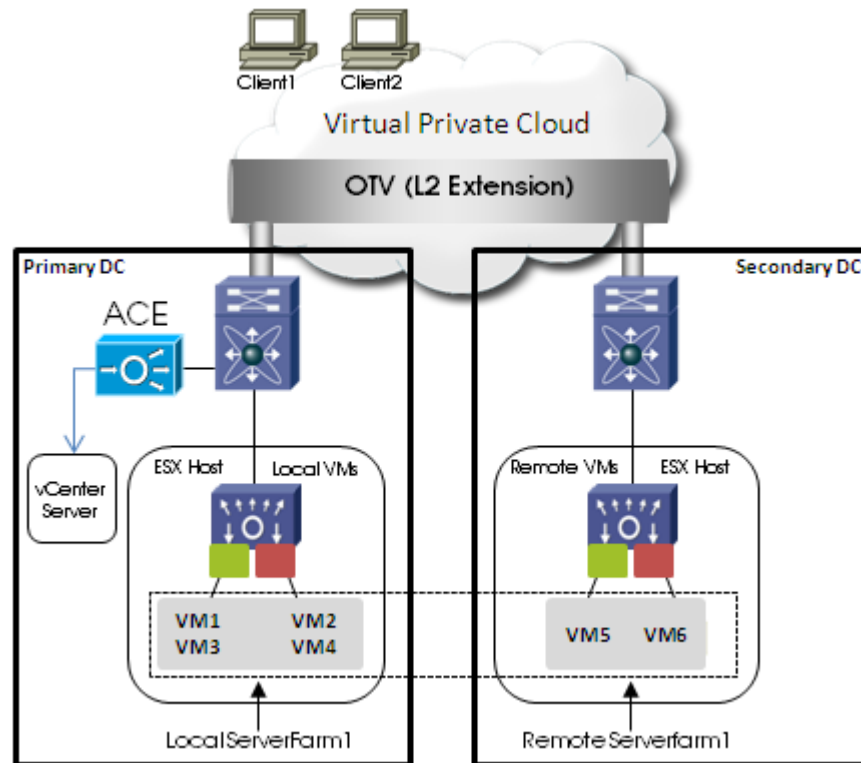 Client1
Client2
Virtual Private Cloud
OTV (L2 Extension)
Primary DC
Secondary DC
ACE
vCenter
Server
ESX Host
Local VMs
Remote VMs
ESX Host
VM1
VM2
VM3
VM4
VM5
VM6
LocalServerFarm1
RemoteServerfarm1